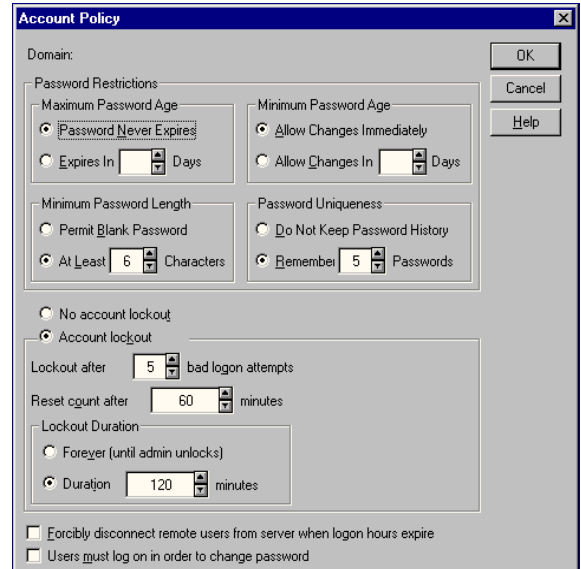 Account Policy
Domain:
OK
Cancel
Help
Password Restrictions
Maximum Password Age
Password Never Expires
Expires In Days
Minimum Password Age
Allow Changes Immediately
Allow Changes In Days
Minimum Password Length
Permit Blank Password
At Least 6 Characters
Password Uniqueness
Do Not Keep Password History
Remember 5 Passwords
No account lockout
Account lockout
Lockout after 5 bad logon attempts
Reset count after 60 minutes
Lockout Duration
Forever (until admin unlocks)
Duration 120 minutes
Forcibly disconnect remote users from server when logon hours expire
Users must log on in order to change password